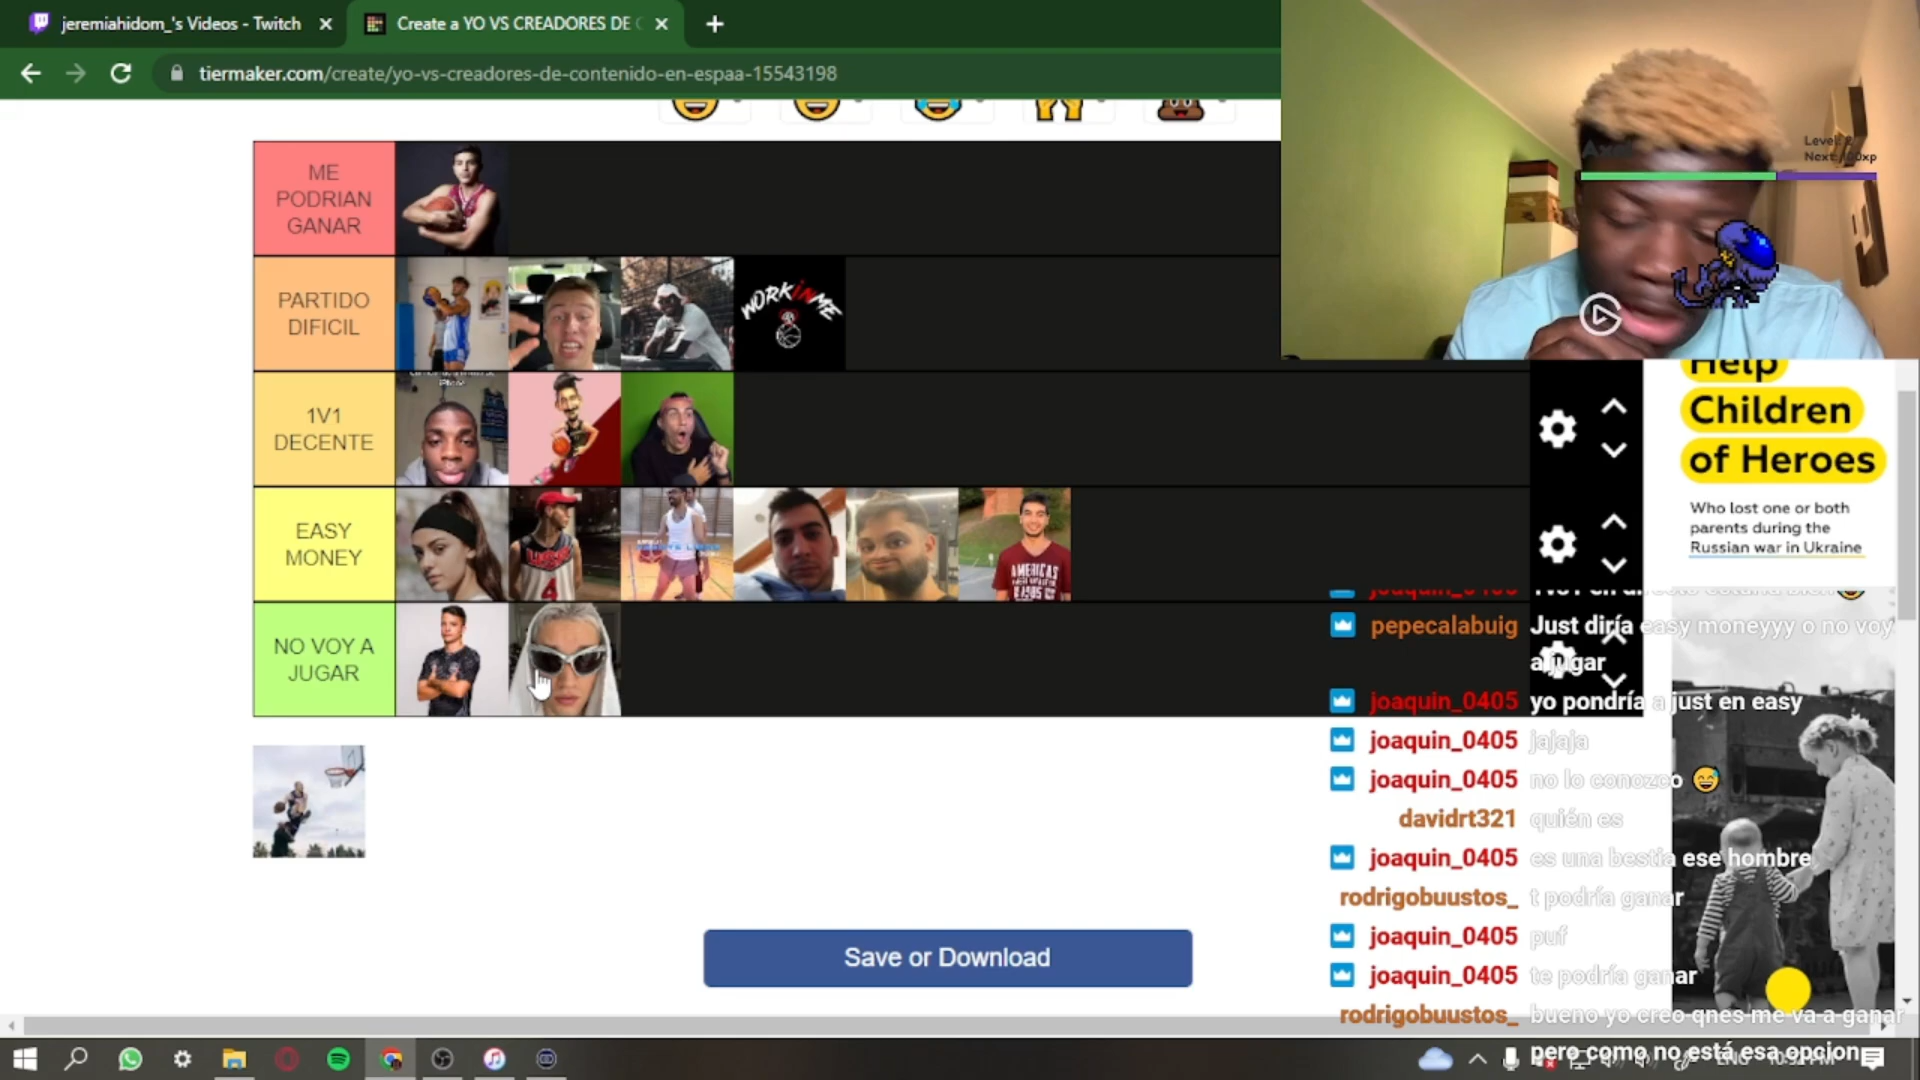 jeremiahidom_'s Videos - Twitch
Create a YO VS CREADORES DE
tiermaker.com/create/yo-vs-creadores-de-contenido-en-espaa-15543198
ME
PODRIAN
GANAR
PARTIDO
DIFICIL
WORKINME
1V1
DECENTE
EASY
MONEY
4
AMERICAS
NO VOY A
JUGAR
Save or Download
Help
Children
of Heroes
Who lost one or both
parents during the
Russian war in Ukraine
pepecalabuig Just diría easy moneyyy o no voy
a jugar
joaquin_0405 yo pondría a just en easy
joaquin_0405 jajaja
joaquin_0405 no lo conozco
davidrt321 quién es
joaquin_0405 es una bestia ese hombre
rodrigobuustos_ t podría ganar
joaquin_0405 puf
joaquin_0405 te podría ganar
rodrigobuustos_ bueno yo creo qnes me va a ganar
pero como no está esa opcion
ENG